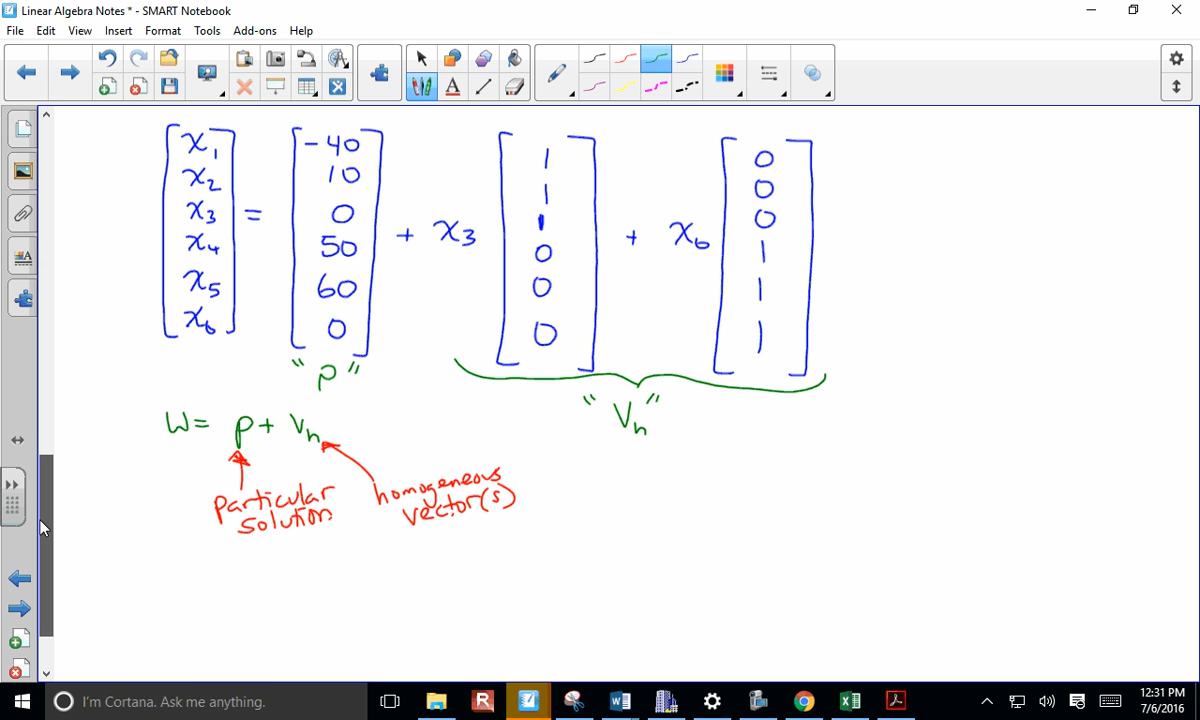 Linear Algebra Notes * - SMART Notebook
File Edit View Insert Format Tools Add-ons Help
[x₁ x₂ x₃ x₄ x₅ x₆] = [-40 10 0 50 60 0] + x₃ [1 1 1 0 0 0] + x₆ [0 0 0 1 1 1]
"p"
"Vₕ"
W = p + Vₕ
particular
solution
homogeneous
vector(s)
I'm Cortana. Ask me anything.
12:31 PM
7/6/2016